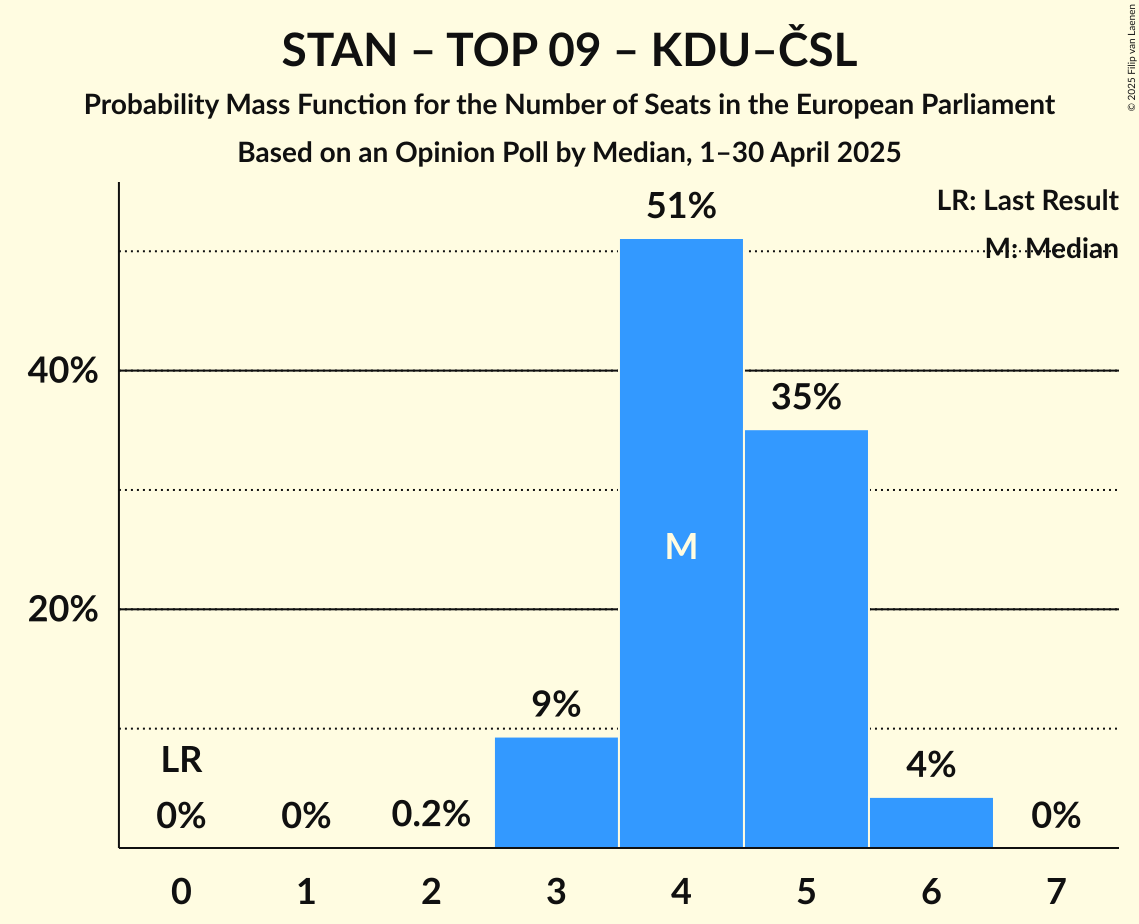 STAN – TOP 09 – KDU–ČSL
Probability Mass Function for the Number of Seats in the European Parliament
Based on an Opinion Poll by Median, 1–30 April 2025
© 2025 Filip van Laenen
LR: Last Result
M: Median
51%
40%
35%
M
20%
9%
LR
4%
0%
0%
0.2%
0%
0 1 2 3 4 5 6 7